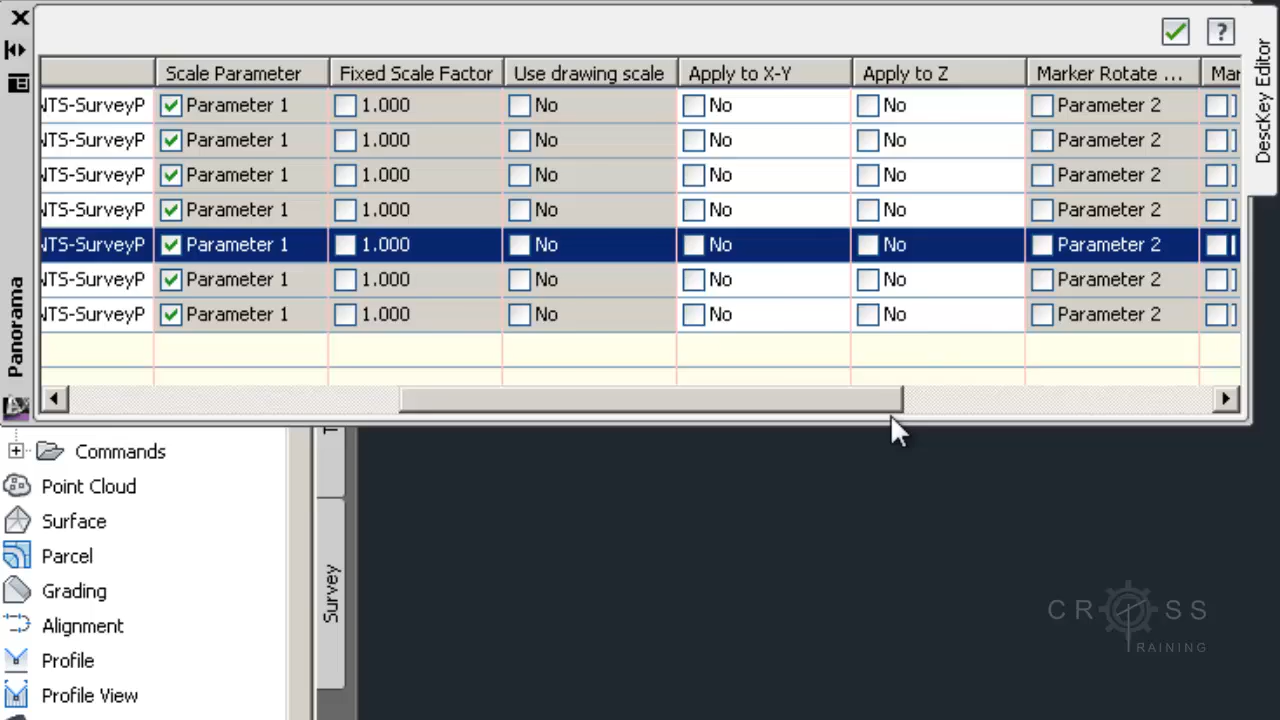 Scale Parameter Fixed Scale Factor Use drawing scale Apply to X-Y Apply to Z Marker Rotate ... Mar
NTS-SurveyP Parameter 1 1.000 No No No Parameter 2
NTS-SurveyP Parameter 1 1.000 No No No Parameter 2
NTS-SurveyP Parameter 1 1.000 No No No Parameter 2
NTS-SurveyP Parameter 1 1.000 No No No Parameter 2
NTS-SurveyP Parameter 1 1.000 No No No Parameter 2
NTS-SurveyP Parameter 1 1.000 No No No Parameter 2
NTS-SurveyP Parameter 1 1.000 No No No Parameter 2
DescKey Editor
Panorama
Commands
Point Cloud
Surface
Parcel
Grading
Alignment
Profile
Profile View
Survey
CROSS
TRAINING